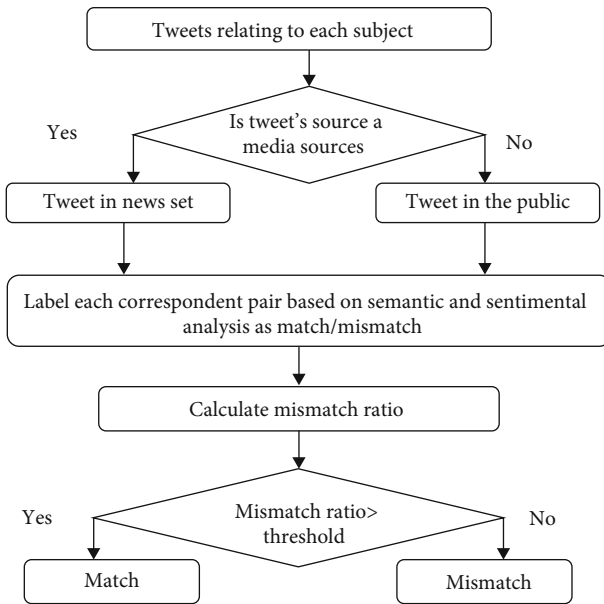 Tweets relating to each subject
Is tweet's source a
media sources
Yes
No
Tweet in news set
Tweet in the public
Label each correspondent pair based on semantic and sentimental
analysis as match/mismatch
Calculate mismatch ratio
Mismatch ratio>
threshold
Yes
No
Match
Mismatch